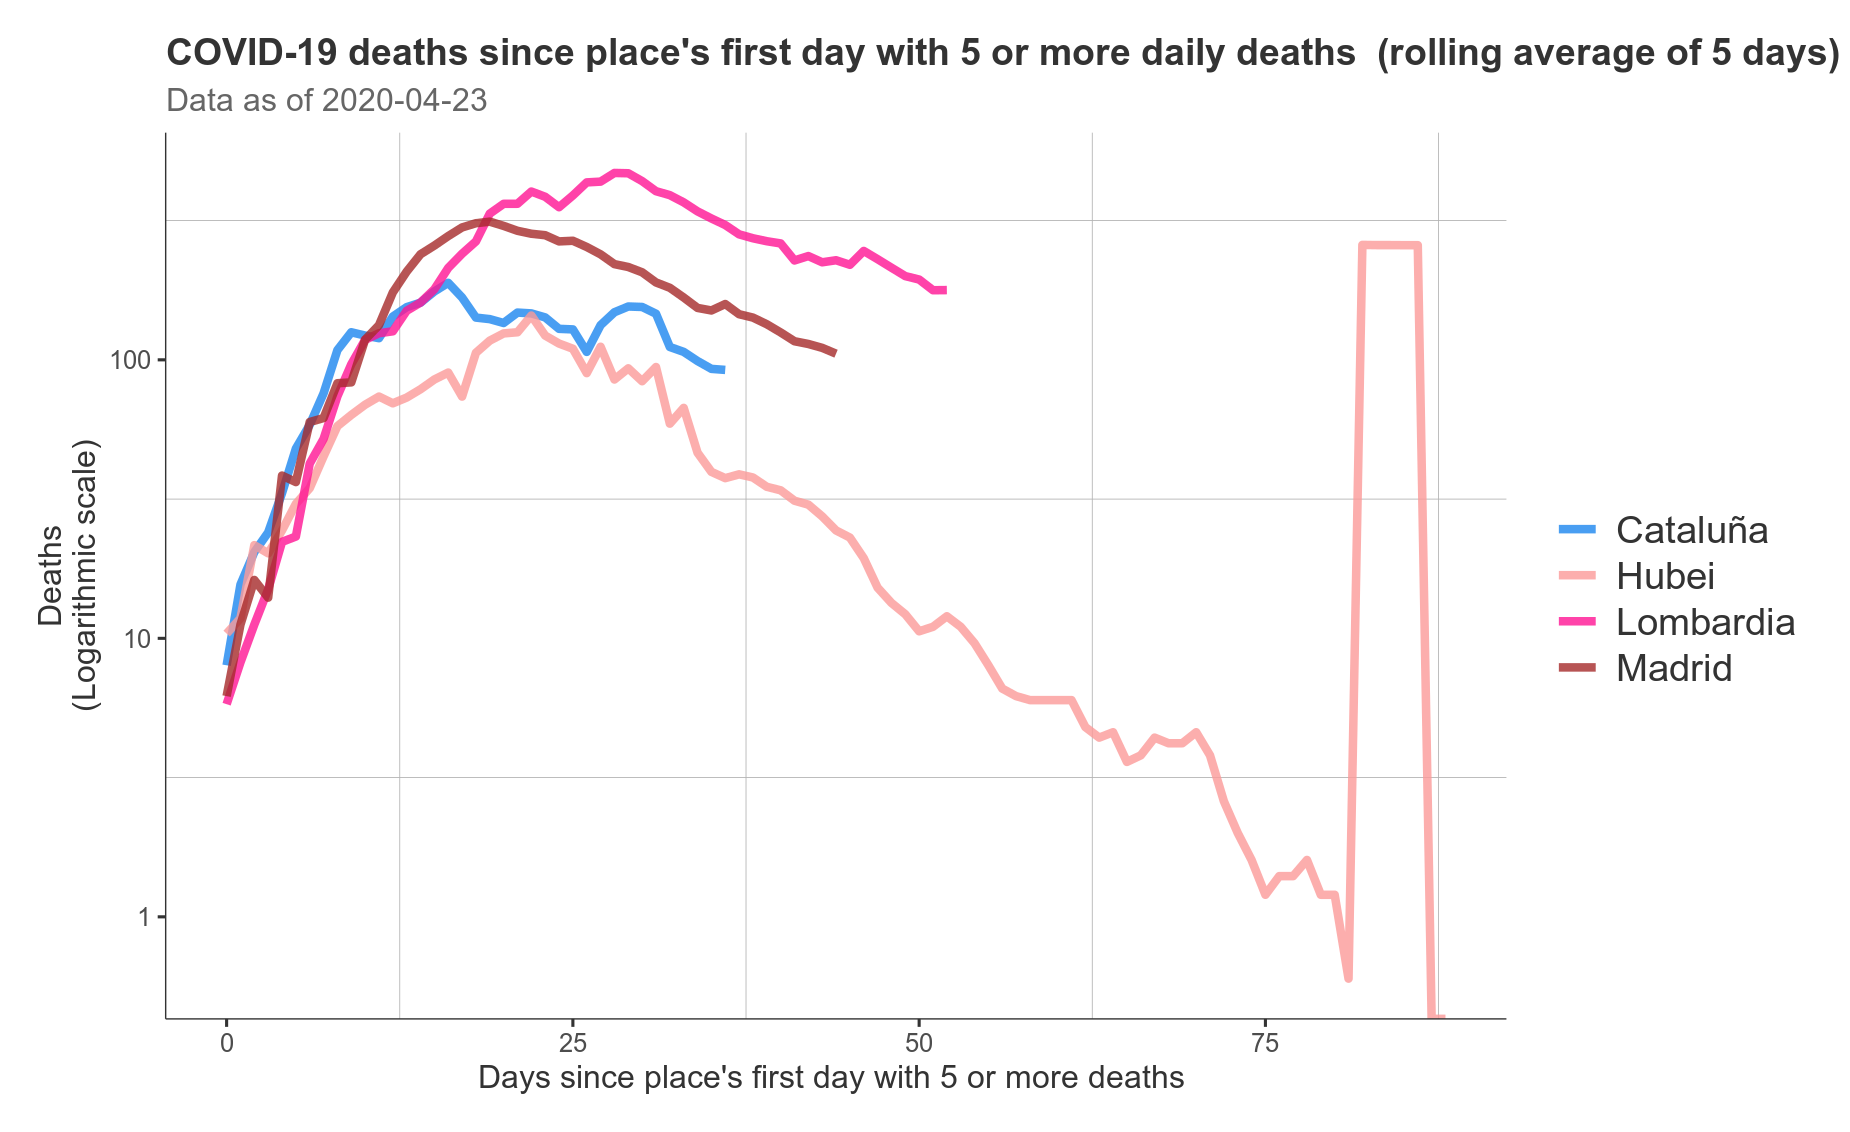 COVID-19 deaths since place's first day with 5 or more daily deaths  (rolling average of 5 days)
Data as of 2020-04-23
Deaths
(Logarithmic scale)
100
10
1
0
25
50
75
Days since place's first day with 5 or more deaths
Cataluña
Hubei
Lombardia
Madrid